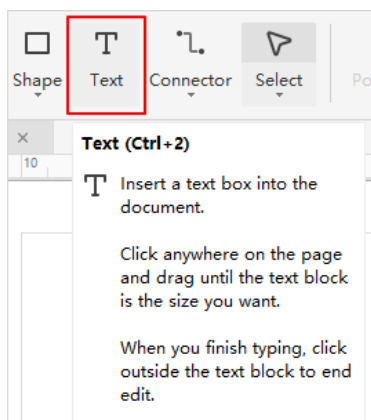 Shape Text Connector Select Po
10
Text (Ctrl+2)
T Insert a text box into the
document.
Click anywhere on the page
and drag until the text block
is the size you want.
When you finish typing, click
outside the text block to end
edit.